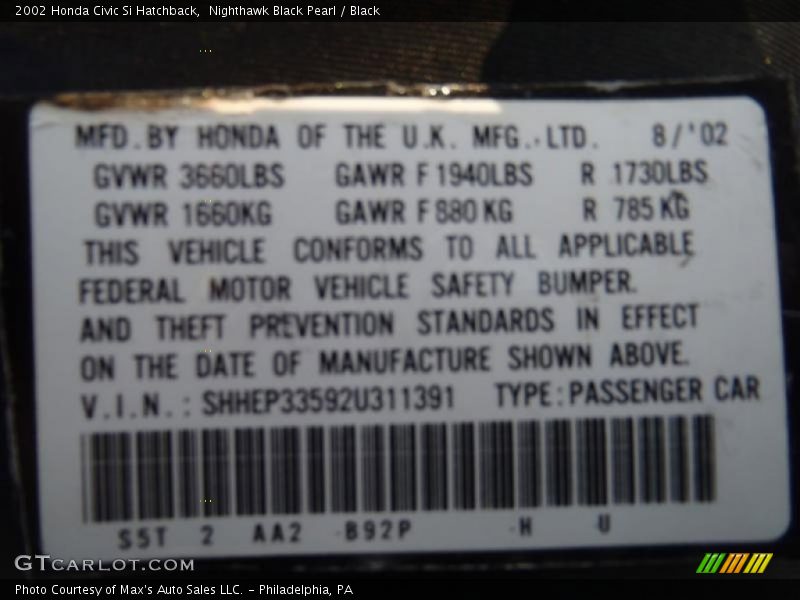 2002 Honda Civic Si Hatchback,  Nighthawk Black Pearl / Black
MFD. BY HONDA OF THE U.K. MFG., LTD. 8/'02
GVWR 3660LBS GAWR F 1940LBS R 1730LBS
GVWR 1660KG GAWR F 880 KG R 785 KG
THIS VEHICLE CONFORMS TO ALL APPLICABLE
FEDERAL MOTOR VEHICLE SAFETY BUMPER.
AND THEFT PREVENTION STANDARDS IN EFFECT
ON THE DATE OF MANUFACTURE SHOWN ABOVE.
V.I.N.: SHHEP33592U311391 TYPE: PASSENGER CAR
S5T 2 AA2 B92P H U
GTCARLOT.COM
Photo Courtesy of Max's Auto Sales LLC. – Philadelphia, PA